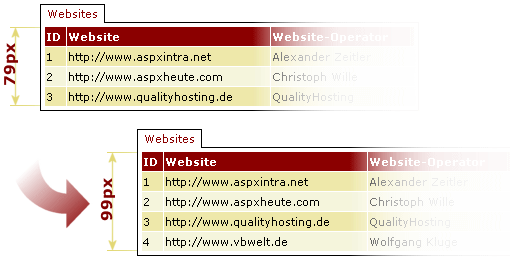 Websites
ID Website Website-Operator
79px
1 http://www.aspxintra.net Alexander Zeitler
2 http://www.aspxheute.com Christoph Wille
3 http://www.qualityhosting.de QualityHosting
Websites
ID Website Website-Operator
99px
1 http://www.aspxintra.net Alexander Zeitler
2 http://www.aspxheute.com Christoph Wille
3 http://www.qualityhosting.de QualityHosting
4 http://www.vbwelt.de Wolfgang Kluge